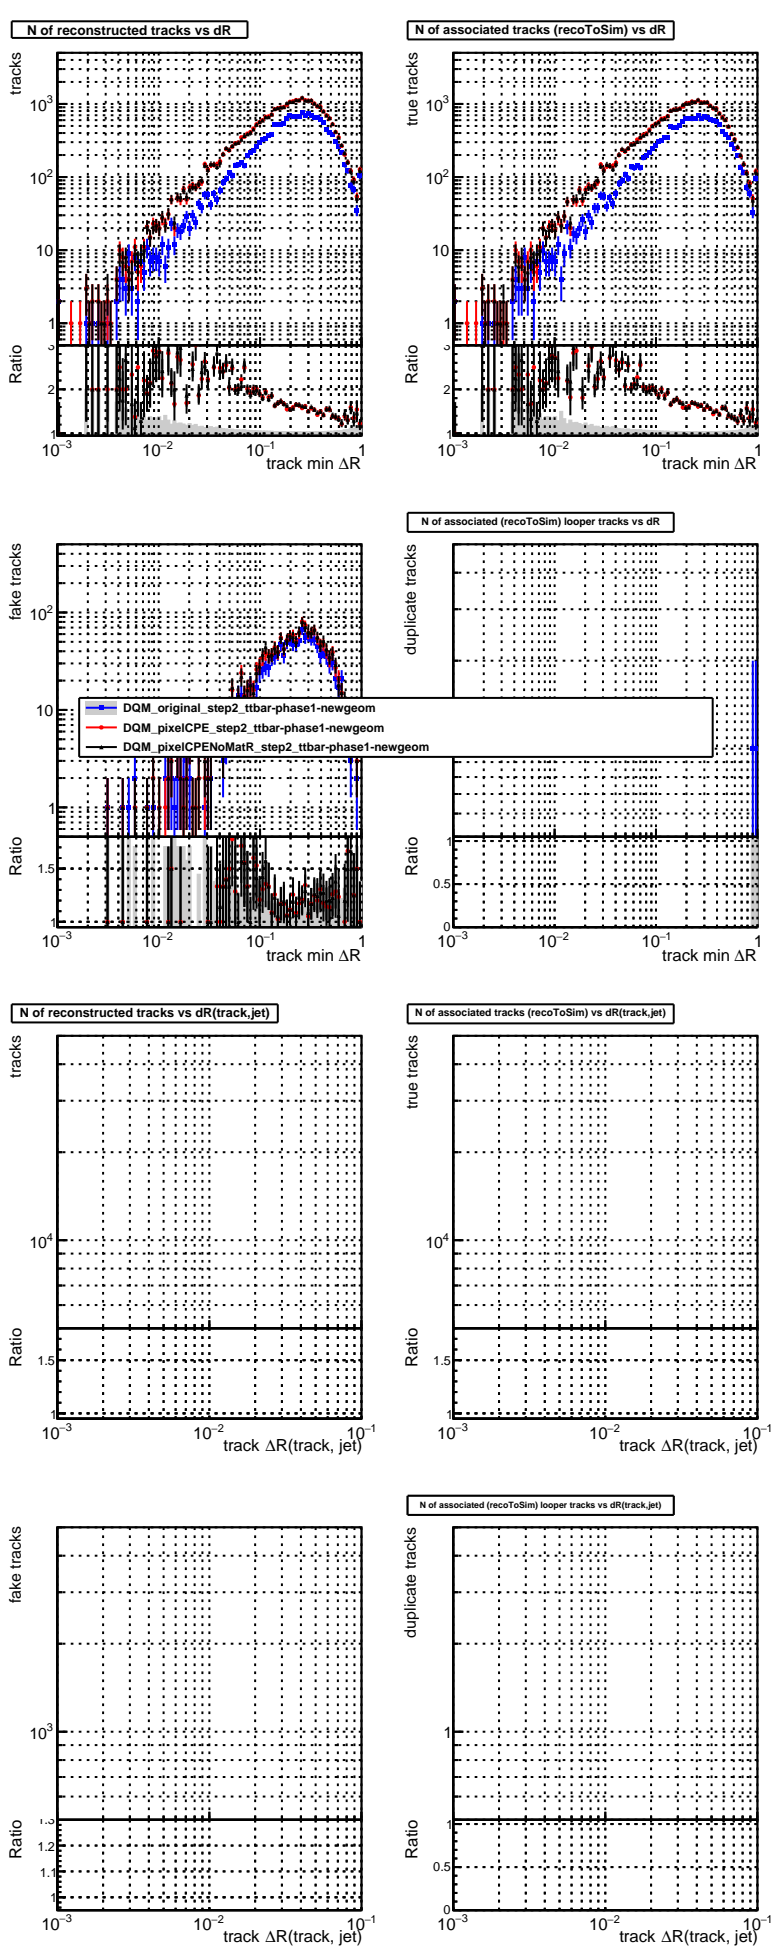 N of reconstructed tracks vs dR
tracks
10³
10²
10
1
Ratio
3
2
1
10⁻³
10⁻²
10⁻¹
1
track min ΔR
N of associated tracks (recoToSim) vs dR
true tracks
10³
10²
10
1
Ratio
3
2
1
10⁻³
10⁻²
10⁻¹
1
track min ΔR
fake tracks
10²
10
1
Ratio
1.5
1
10⁻³
10⁻²
10⁻¹
1
track min ΔR
N of associated (recoToSim) looper tracks vs dR
duplicate tracks
Ratio
1
0.5
0
10⁻³
10⁻²
10⁻¹
1
track min ΔR
DQM_original_step2_ttbar-phase1-newgeom
DQM_pixelCPE_step2_ttbar-phase1-newgeom
DQM_pixelCPENoMatR_step2_ttbar-phase1-newgeom
N of reconstructed tracks vs dR(track,jet)
tracks
10⁴
Ratio
1.5
1
10⁻³
10⁻²
10⁻¹
track ΔR(track, jet)
N of associated tracks (recoToSim) vs dR(track,jet)
true tracks
10⁴
Ratio
1.5
1
10⁻³
10⁻²
10⁻¹
track ΔR(track, jet)
fake tracks
10³
Ratio
1.3
1.2
1.1
1
10⁻³
10⁻²
10⁻¹
track ΔR(track, jet)
N of associated (recoToSim) looper tracks vs dR(track,jet)
duplicate tracks
1
Ratio
1
0.5
0
10⁻³
10⁻²
10⁻¹
track ΔR(track, jet)